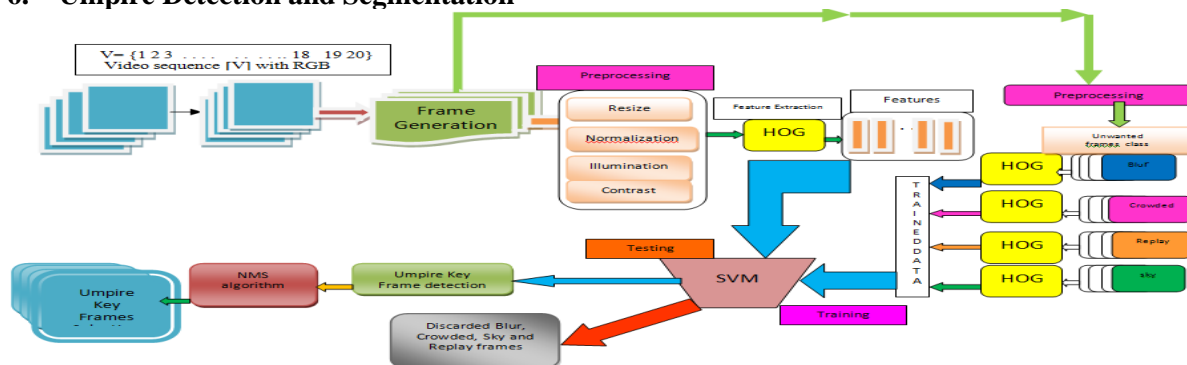 6. Umpire Detection and Segmentation
V= {1 2 3 . . . . . . . . . . . . 18 19 20}
Video sequence [V] with RGB
Frame
Generation
Preprocessing
Resize
Normalization
Illumination
Contrast
Feature Extraction
HOG
Features
Preprocessing
Unwanted
frames class
HOG
Blur
HOG
Crowded
HOG
Replay
HOG
sky
TRAINEDDATA
Testing
SVM
Training
Umpire Key
Frame detection
NMS
algorithm
Umpire
Key
Frames
Discarded Blur,
Crowded, Sky and
Replay frames